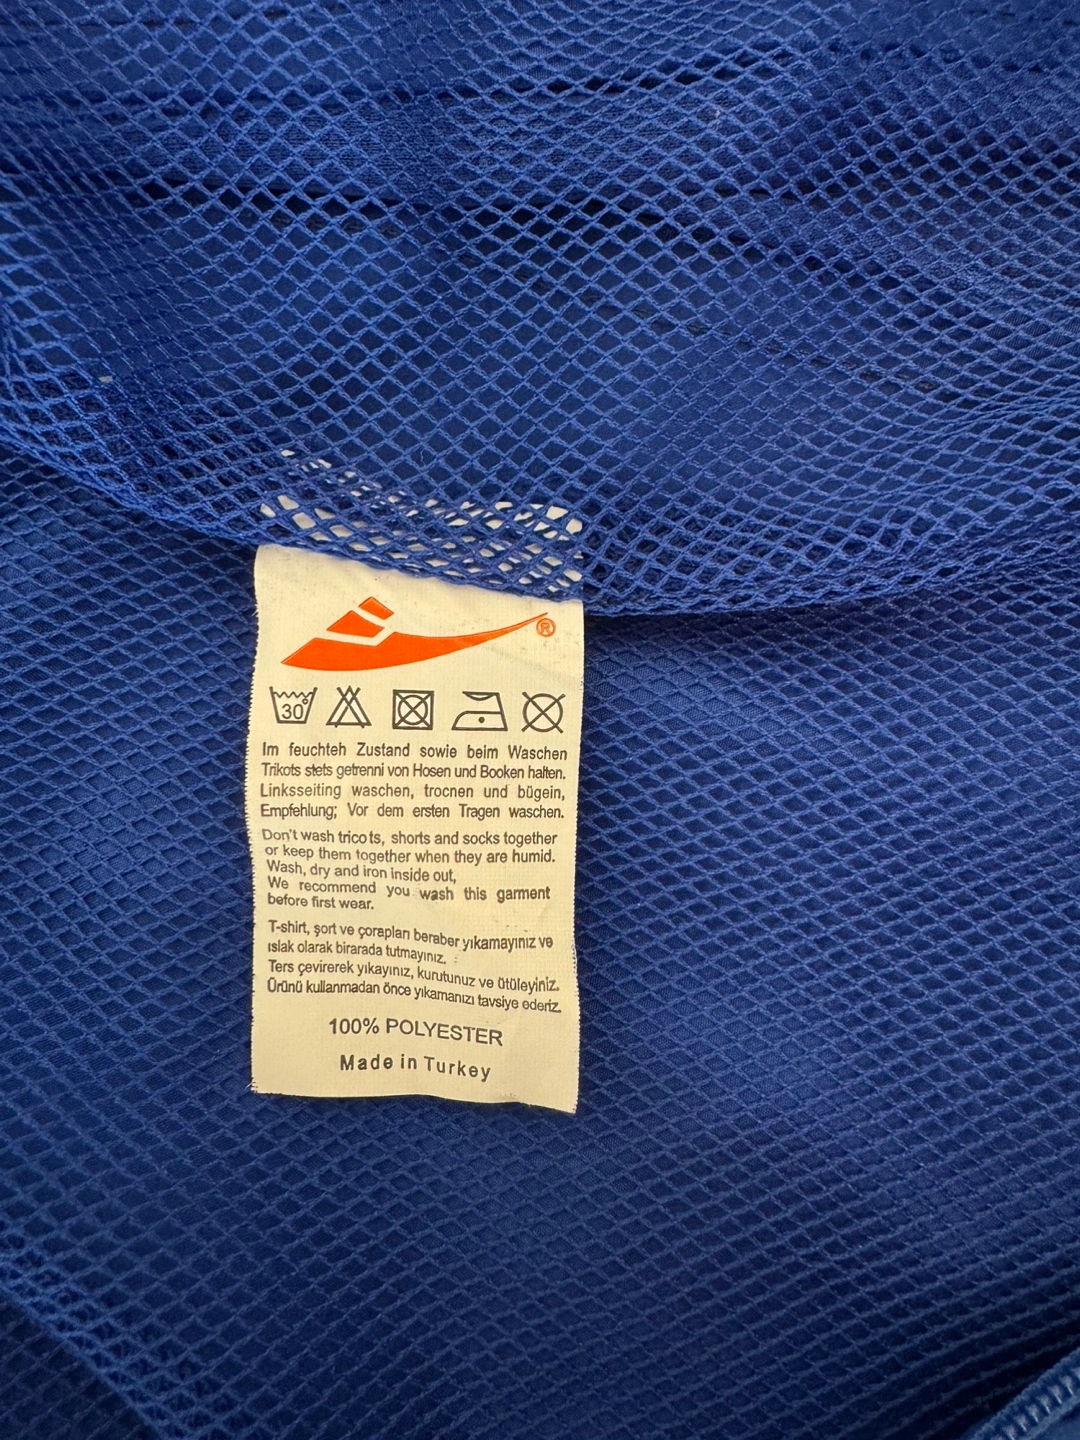 ®
30°
Im feuchteh Zustand sowie beim Waschen
Trikots stets getrenni von Hosen und Booken halten.
Linksseiting waschen, trocnen und bügein,
Empfehlung; Vor dem ersten Tragen waschen.
Don't wash tricots, shorts and socks together
or keep them together when they are humid.
Wash, dry and iron inside out,
We recommend you wash this garment
before first wear.
T-shirt, şort ve çorapları beraber yıkamayınız ve
ıslak olarak birarada tutmayınız.
Ters çevirerek yıkayınız, kurutunuz ve ütüleyiniz.
Ürünü kullanmadan önce yıkamanızı tavsiye ederiz.
100% POLYESTER
Made in Turkey